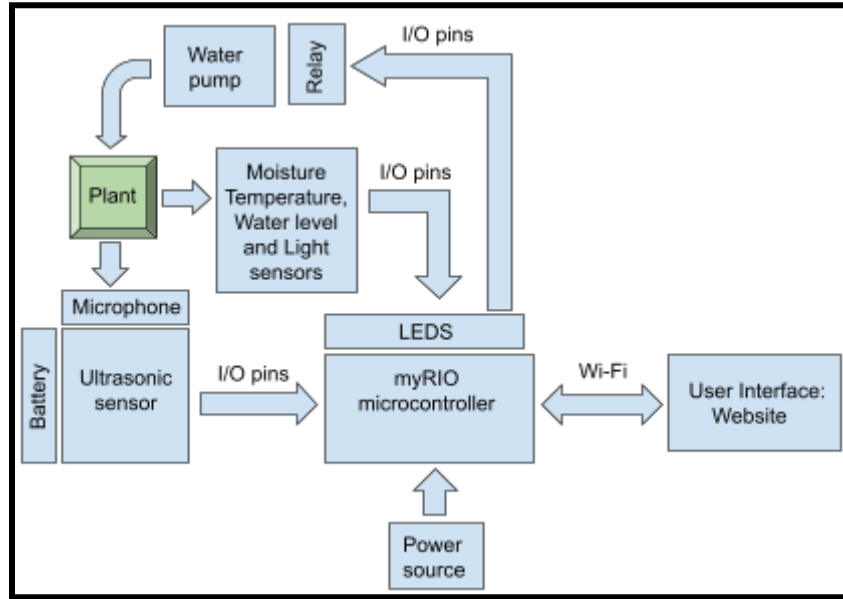 I/O pins
Water
pump
Relay
Plant
Moisture
Temperature,
Water level
and Light
sensors
I/O pins
Microphone
Battery
Ultrasonic
sensor
I/O pins
LEDS
myRIO
microcontroller
Wi-Fi
User Interface:
Website
Power
source